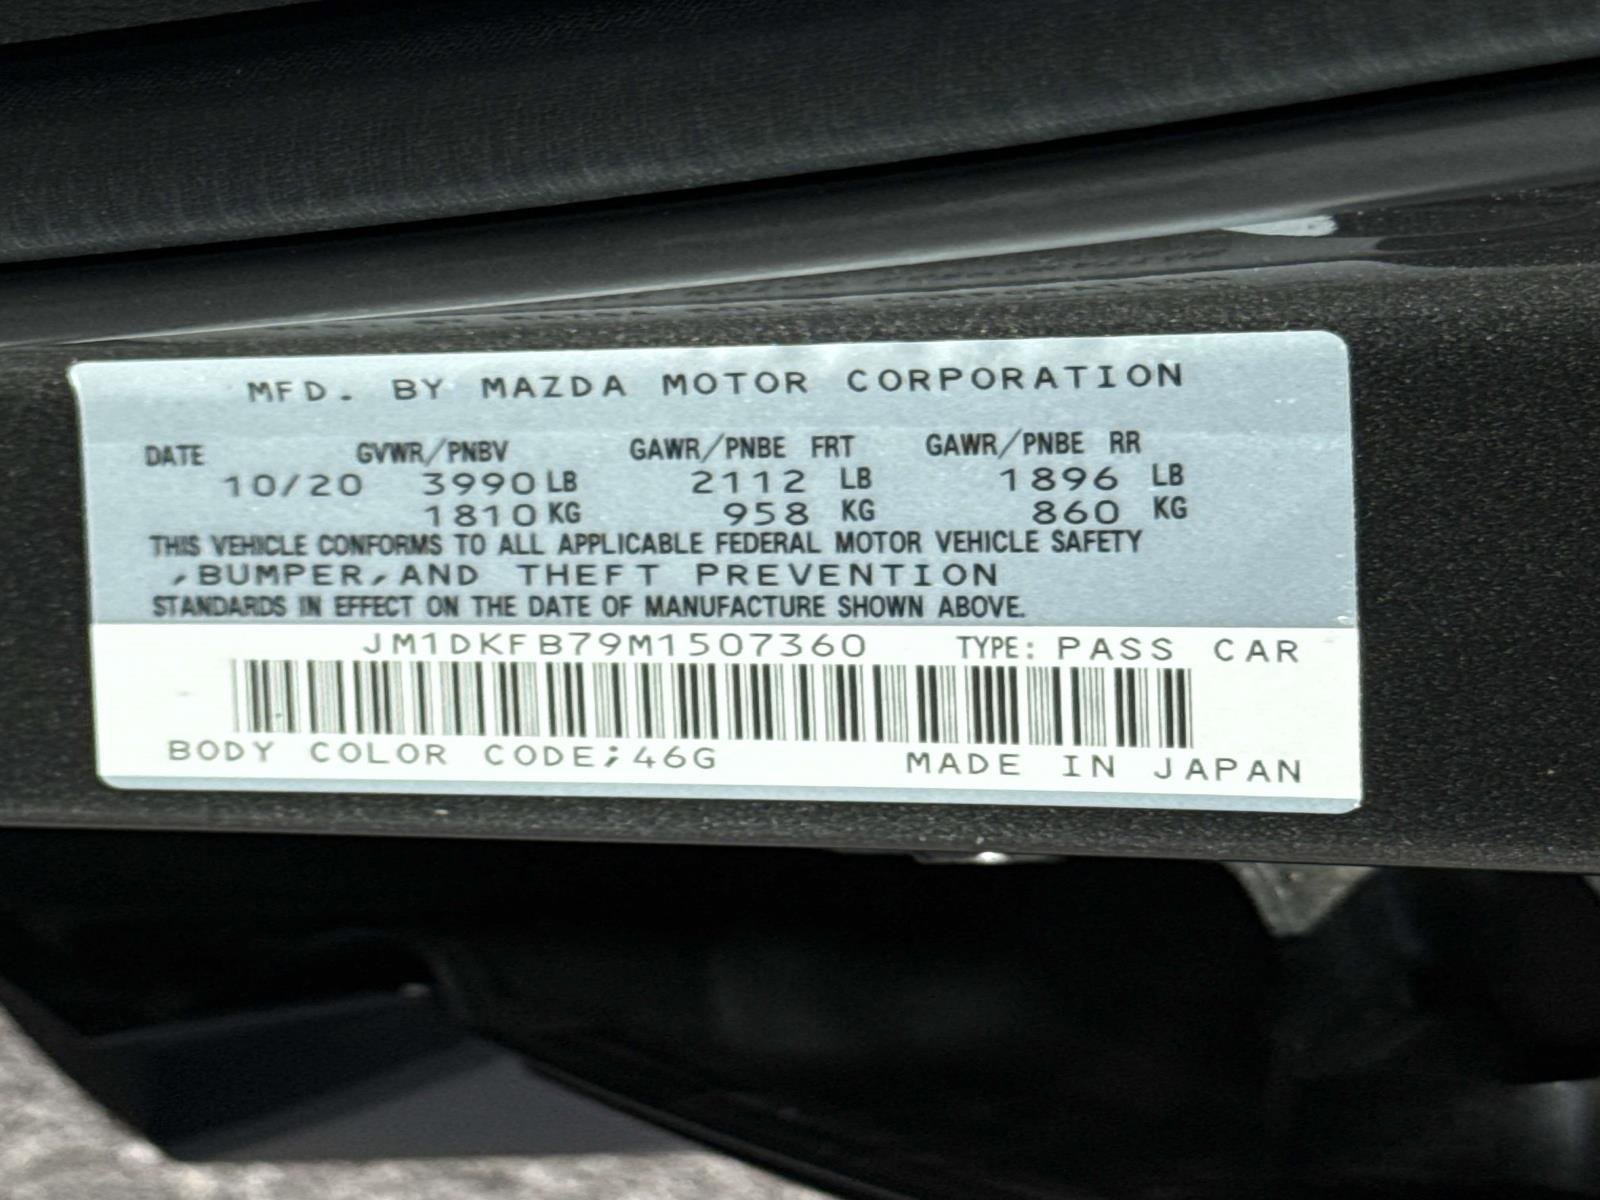 MFD. BY MAZDA MOTOR CORPORATION
DATE GVWR/PNBV GAWR/PNBE FRT GAWR/PNBE RR
10/20 3990 LB 2112 LB 1896 LB
1810 KG 958 KG 860 KG
THIS VEHICLE CONFORMS TO ALL APPLICABLE FEDERAL MOTOR VEHICLE SAFETY
,BUMPER,AND THEFT PREVENTION
STANDARDS IN EFFECT ON THE DATE OF MANUFACTURE SHOWN ABOVE.
JM1DKFB79M1507360 TYPE: PASS CAR
BODY COLOR CODE;46G MADE IN JAPAN